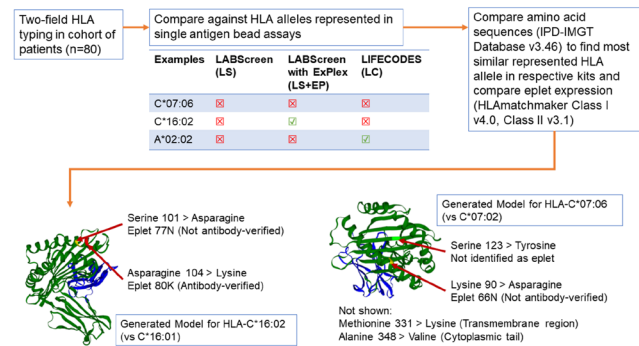 Two-field HLA
typing in cohort of
patients (n=80)
Compare against HLA alleles represented in
single antigen bead assays
Compare amino acid
sequences (IPD-IMGT
Database v3.46) to find most
similar represented HLA
allele in respective kits and
compare eplet expression
(HLAmatchmaker Class I
v4.0, Class II v3.1)
Examples LABScreen (LS) LABScreen with ExPlex (LS+EP) LIFECODES (LC)
C*07:06 ☒ ☒ ☒
C*16:02 ☒ ☑ ☒
A*02:02 ☒ ☒ ☑
Serine 101 > Asparagine
Eplet 77N (Not antibody-verified)
Asparagine 104 > Lysine
Eplet 80K (Antibody-verified)
Generated Model for HLA-C*16:02
(vs C*16:01)
Generated Model for HLA-C*07:06
(vs C*07:02)
Serine 123 > Tyrosine
Not identified as eplet
Lysine 90 > Asparagine
Eplet 66N (Not antibody-verified)
Not shown:
Methionine 331 > Lysine (Transmembrane region)
Alanine 348 > Valine (Cytoplasmic tail)